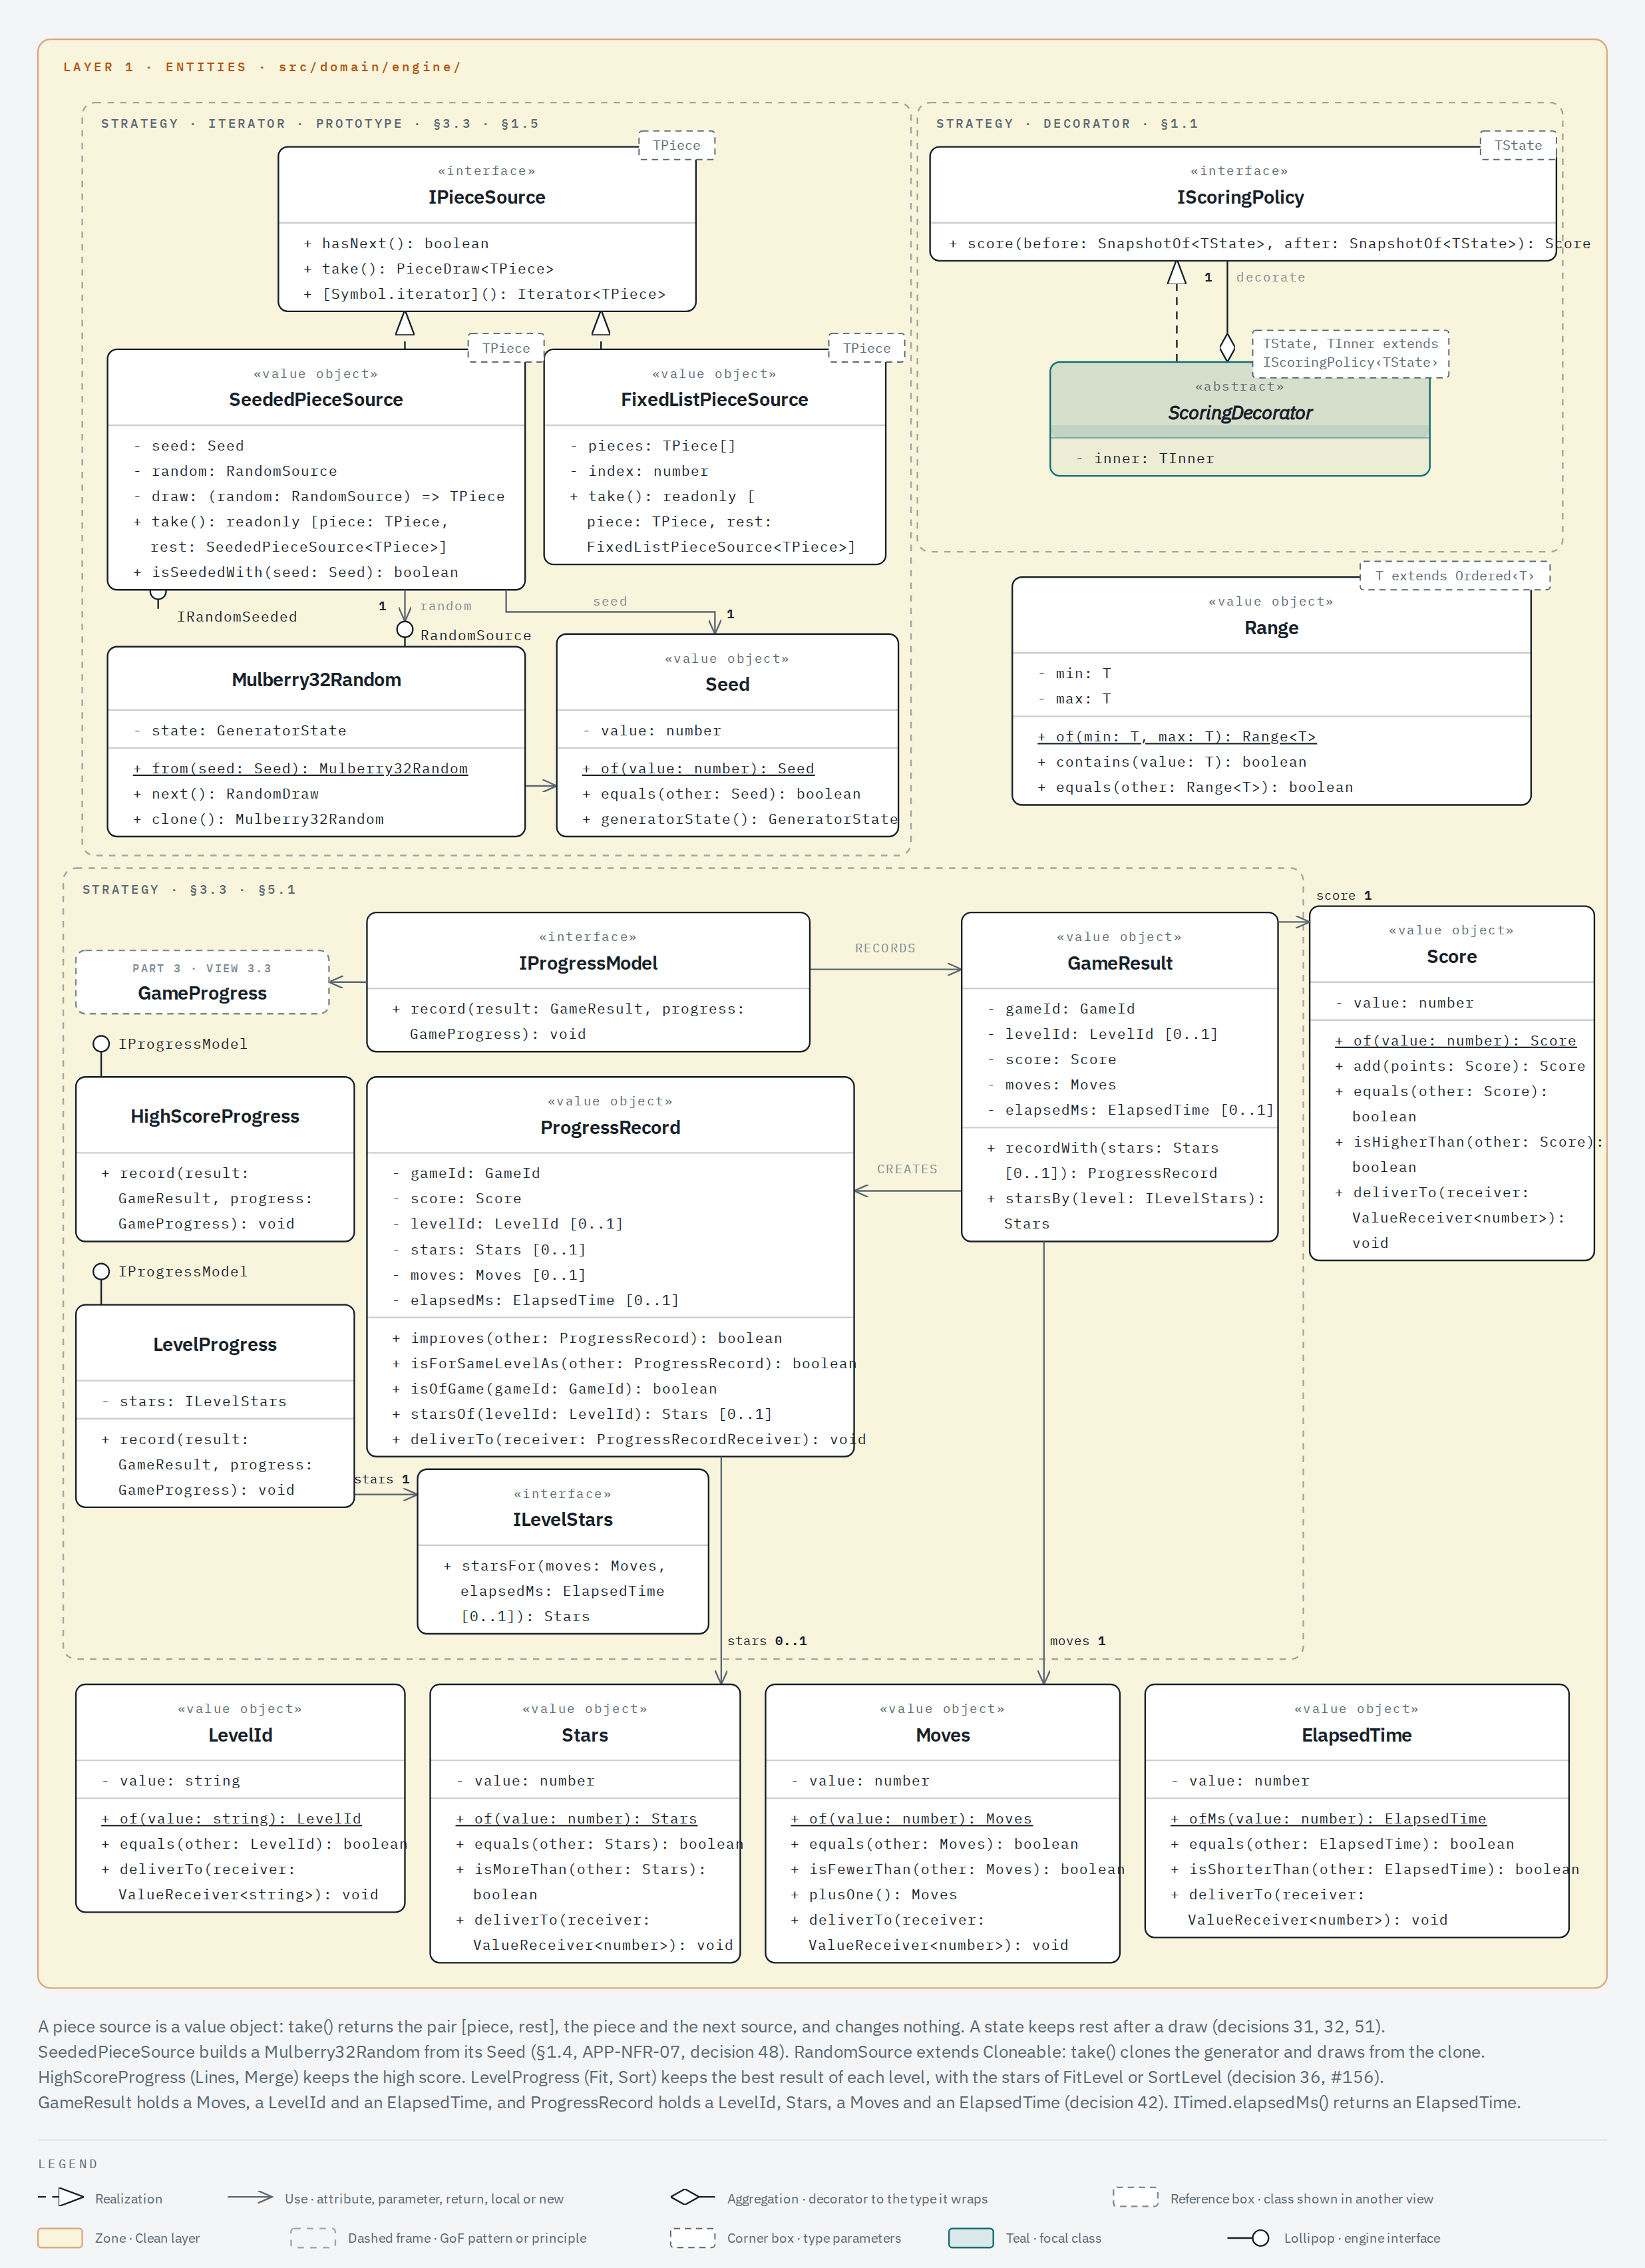 LAYER 1 · ENTITIES · src/domain/engine/
STRATEGY · ITERATOR · PROTOTYPE · §3.3 · §1.5
TPiece
«interface»
IPieceSource
+ hasNext(): boolean
+ take(): PieceDraw<TPiece>
+ [Symbol.iterator](): Iterator<TPiece>
TPiece
«value object»
SeededPieceSource
- seed: Seed
- random: RandomSource
- draw: (random: RandomSource) => TPiece
+ take(): readonly [piece: TPiece,
rest: SeededPieceSource<TPiece>]
+ isSeededWith(seed: Seed): boolean
TPiece
«value object»
FixedListPieceSource
- pieces: TPiece[]
- index: number
+ take(): readonly [
piece: TPiece, rest:
FixedListPieceSource<TPiece>]
IRandomSeeded
1 random
RandomSource
seed
1
Mulberry32Random
- state: GeneratorState
+ from(seed: Seed): Mulberry32Random
+ next(): RandomDraw
+ clone(): Mulberry32Random
«value object»
Seed
- value: number
+ of(value: number): Seed
+ equals(other: Seed): boolean
+ generatorState(): GeneratorState
STRATEGY · DECORATOR · §1.1
TState
«interface»
IScoringPolicy
+ score(before: SnapshotOf<TState>, after: SnapshotOf<TState>): Score
1 decorate
TState, TInner extends
IScoringPolicy‹TState›
«abstract»
ScoringDecorator
- inner: TInner
T extends Ordered‹T›
«value object»
Range
- min: T
- max: T
+ of(min: T, max: T): Range<T>
+ contains(value: T): boolean
+ equals(other: Range<T>): boolean
STRATEGY · §3.3 · §5.1
PART 3 · VIEW 3.3
GameProgress
«interface»
IProgressModel
+ record(result: GameResult, progress:
GameProgress): void
RECORDS
«value object»
GameResult
- gameId: GameId
- levelId: LevelId [0..1]
- score: Score
- moves: Moves
- elapsedMs: ElapsedTime [0..1]
+ recordWith(stars: Stars
[0..1]): ProgressRecord
+ starsBy(level: ILevelStars):
Stars
score 1
«value object»
Score
- value: number
+ of(value: number): Score
+ add(points: Score): Score
+ equals(other: Score):
boolean
+ isHigherThan(other: Score):
boolean
+ deliverTo(receiver:
ValueReceiver<number>):
void
IProgressModel
HighScoreProgress
+ record(result:
GameResult, progress:
GameProgress): void
«value object»
ProgressRecord
- gameId: GameId
- score: Score
- levelId: LevelId [0..1]
- stars: Stars [0..1]
- moves: Moves [0..1]
- elapsedMs: ElapsedTime [0..1]
+ improves(other: ProgressRecord): boolean
+ isForSameLevelAs(other: ProgressRecord): boolean
+ isOfGame(gameId: GameId): boolean
+ starsOf(levelId: LevelId): Stars [0..1]
+ deliverTo(receiver: ProgressRecordReceiver): void
CREATES
IProgressModel
LevelProgress
- stars: ILevelStars
+ record(result:
GameResult, progress:
GameProgress): void
stars 1
«interface»
ILevelStars
+ starsFor(moves: Moves,
elapsedMs: ElapsedTime
[0..1]): Stars
stars 0..1
moves 1
«value object»
LevelId
- value: string
+ of(value: string): LevelId
+ equals(other: LevelId): boolean
+ deliverTo(receiver:
ValueReceiver<string>): void
«value object»
Stars
- value: number
+ of(value: number): Stars
+ equals(other: Stars): boolean
+ isMoreThan(other: Stars):
boolean
+ deliverTo(receiver:
ValueReceiver<number>): void
«value object»
Moves
- value: number
+ of(value: number): Moves
+ equals(other: Moves): boolean
+ isFewerThan(other: Moves): boolean
+ plusOne(): Moves
+ deliverTo(receiver:
ValueReceiver<number>): void
«value object»
ElapsedTime
- value: number
+ ofMs(value: number): ElapsedTime
+ equals(other: ElapsedTime): boolean
+ isShorterThan(other: ElapsedTime): boolean
+ deliverTo(receiver:
ValueReceiver<number>): void
A piece source is a value object: take() returns the pair [piece, rest], the piece and the next source, and changes nothing. A state keeps rest after a draw (decisions 31, 32, 51).
SeededPieceSource builds a Mulberry32Random from its Seed (§1.4, APP-NFR-07, decision 48). RandomSource extends Cloneable: take() clones the generator and draws from the clone.
HighScoreProgress (Lines, Merge) keeps the high score. LevelProgress (Fit, Sort) keeps the best result of each level, with the stars of FitLevel or SortLevel (decision 36, #156).
GameResult holds a Moves, a LevelId and an ElapsedTime, and ProgressRecord holds a LevelId, Stars, a Moves and an ElapsedTime (decision 42). ITimed.elapsedMs() returns an ElapsedTime.
LEGEND
Realization
Use · attribute, parameter, return, local or new
Aggregation · decorator to the type it wraps
Reference box · class shown in another view
Zone · Clean layer
Dashed frame · GoF pattern or principle
Corner box · type parameters
Teal · focal class
Lollipop · engine interface